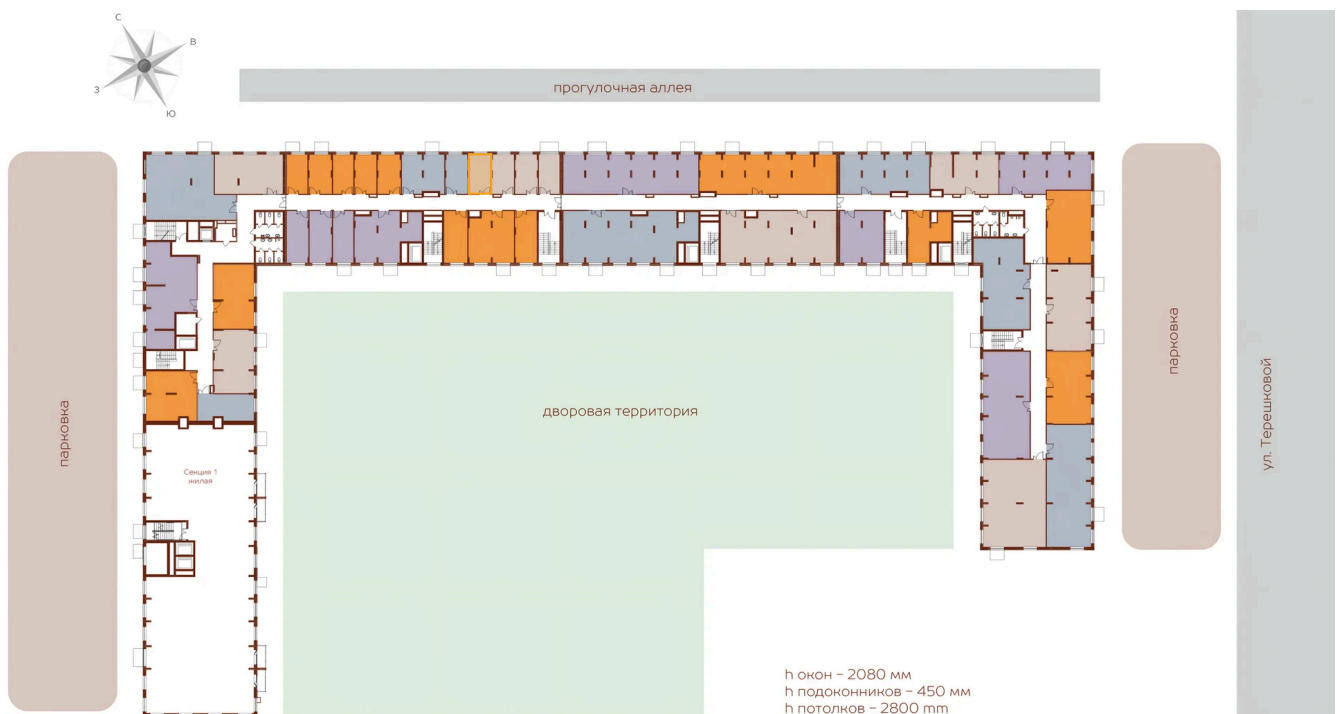 С
В
З
Ю
прогулочная аллея
парковка
дворовая территория
парковка
ул. Терешковой
Секция 1
жилая
h окон – 2080 мм
h подоконников – 450 мм
h потолков – 2800 mm